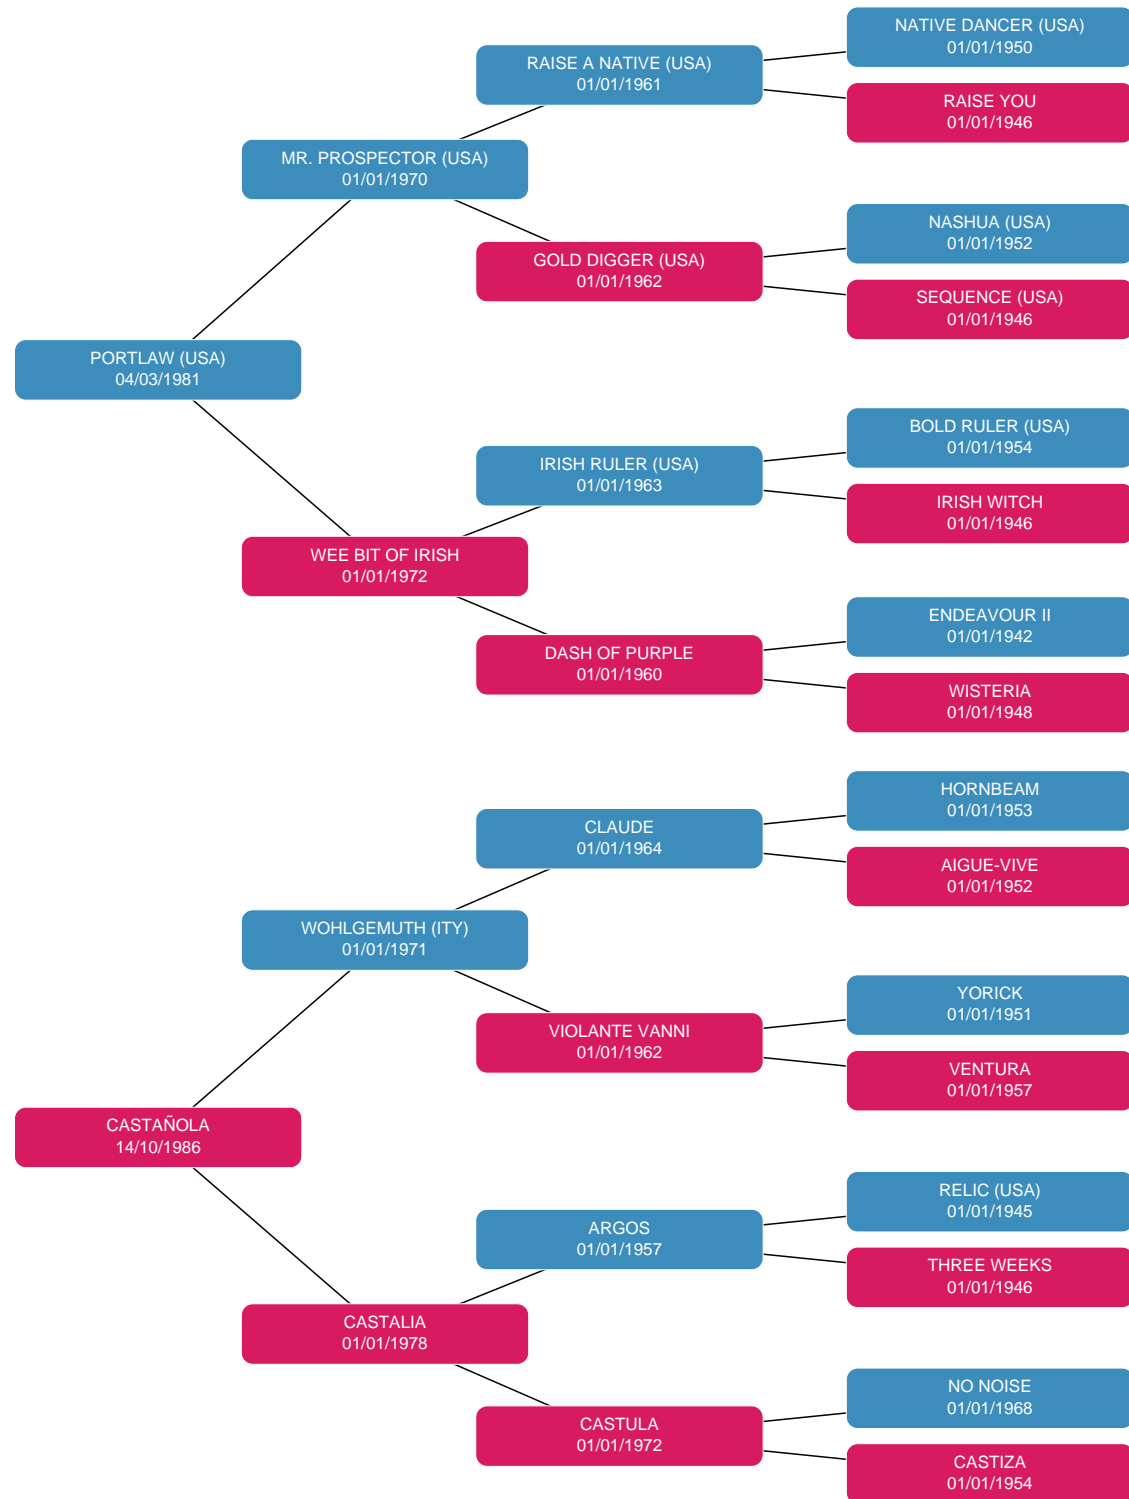 NATIVE DANCER (USA)
01/01/1950
RAISE A NATIVE (USA)
01/01/1961
RAISE YOU
01/01/1946
MR. PROSPECTOR (USA)
01/01/1970
NASHUA (USA)
01/01/1952
GOLD DIGGER (USA)
01/01/1962
SEQUENCE (USA)
01/01/1946
PORTLAW (USA)
04/03/1981
BOLD RULER (USA)
01/01/1954
IRISH RULER (USA)
01/01/1963
IRISH WITCH
01/01/1946
WEE BIT OF IRISH
01/01/1972
ENDEAVOUR II
01/01/1942
DASH OF PURPLE
01/01/1960
WISTERIA
01/01/1948
HORNBEAM
01/01/1953
CLAUDE
01/01/1964
AIGUE-VIVE
01/01/1952
WOHLGEMUTH (ITY)
01/01/1971
YORICK
01/01/1951
VIOLANTE VANNI
01/01/1962
VENTURA
01/01/1957
CASTAÑOLA
14/10/1986
RELIC (USA)
01/01/1945
ARGOS
01/01/1957
THREE WEEKS
01/01/1946
CASTALIA
01/01/1978
NO NOISE
01/01/1968
CASTULA
01/01/1972
CASTIZA
01/01/1954